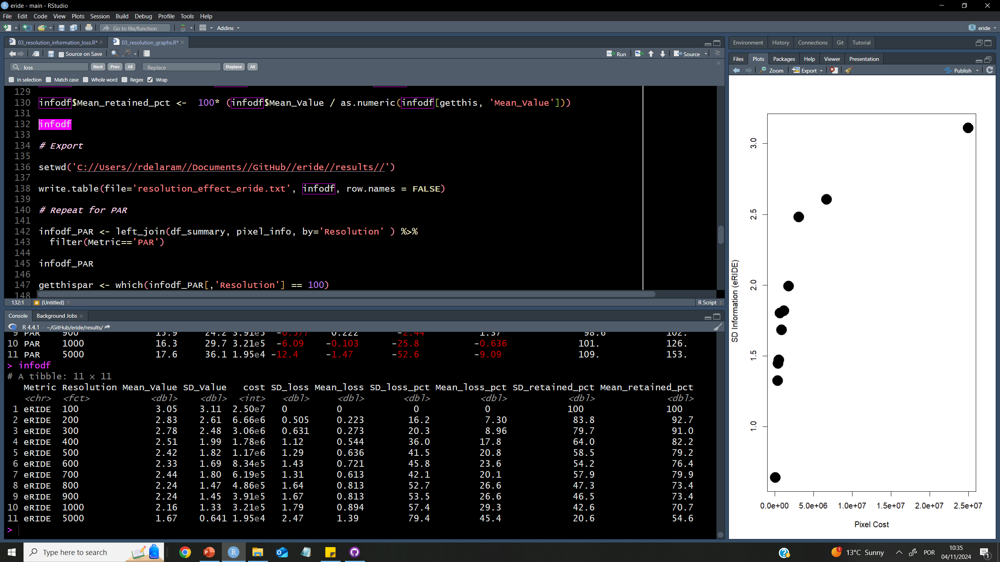 eride - main - RStudio
File Edit Code View Plots Session Build Debug Profile Tools Help
Go to file/function Addins eride
03_resolution_information_loss.R* 03_resolution_graphs.R*
Source on Save Run Source
loss Next Prev All Replace Replace All
In selection Match case Whole word Regex Wrap
129
130 infodf$Mean_retained_pct <-  100* (infodf$Mean_Value / as.numeric(infodf[getthis, 'Mean_Value']))
131
132 infodf
133
134 # Export
135
136 setwd('C://Users//rdelaram//Documents//GitHub//eride//results//')
137
138 write.table(file='resolution_effect_eride.txt', infodf, row.names = FALSE)
139
140 # Repeat for PAR
141
142 infodf_PAR <- left_join(df_summary, pixel_info, by='Resolution' ) %>%
143   filter(Metric=='PAR')
144
145 infodf_PAR
146
147 getthispar <- which(infodf_PAR[,'Resolution'] == 100)
148
132:1 # (Untitled) R Script
Console Background Jobs
R 4.4.1 · ~/GitHub/eride/results/
9 PAR 900 15.9 24.2 3.91e5 -0.577 0.222 -2.44 1.37 98.6 102.
10 PAR 1000 16.3 29.7 3.21e5 -6.09 -0.103 -25.8 -0.636 101. 126.
11 PAR 5000 17.6 36.1 1.95e4 -12.4 -1.47 -52.6 -9.09 109. 153.
> infodf
# A tibble: 11 × 11
Metric Resolution Mean_Value SD_Value cost SD_loss Mean_loss SD_loss_pct Mean_loss_pct SD_retained_pct Mean_retained_pct
<chr> <fct> <dbl> <dbl> <int> <dbl> <dbl> <dbl> <dbl> <dbl> <dbl>
1 eRIDE 100 3.05 3.11 2.50e7 0 0 0 0 100 100
2 eRIDE 200 2.83 2.61 6.66e6 0.505 0.223 16.2 7.30 83.8 92.7
3 eRIDE 300 2.78 2.48 3.06e6 0.631 0.273 20.3 8.96 79.7 91.0
4 eRIDE 400 2.51 1.99 1.78e6 1.12 0.544 36.0 17.8 64.0 82.2
5 eRIDE 500 2.42 1.82 1.17e6 1.29 0.636 41.5 20.8 58.5 79.2
6 eRIDE 600 2.33 1.69 8.34e5 1.43 0.721 45.8 23.6 54.2 76.4
7 eRIDE 700 2.44 1.80 6.19e5 1.31 0.613 42.1 20.1 57.9 79.9
8 eRIDE 800 2.24 1.47 4.86e5 1.64 0.813 52.7 26.6 47.3 73.4
9 eRIDE 900 2.24 1.45 3.91e5 1.67 0.813 53.5 26.6 46.5 73.4
10 eRIDE 1000 2.16 1.33 3.21e5 1.79 0.894 57.4 29.3 42.6 70.7
11 eRIDE 5000 1.67 0.641 1.95e4 2.47 1.39 79.4 45.4 20.6 54.6
>
Environment History Connections Git Tutorial
Files Plots Packages Help Viewer Presentation
Zoom Export Publish
SD Information (eRIDE)
3.0
2.5
2.0
1.5
1.0
0.0e+00 5.0e+06 1.0e+07 1.5e+07 2.0e+07 2.5e+07
Pixel Cost
Type here to search
1 13°C Sunny POR 10:35
04/11/2024 1